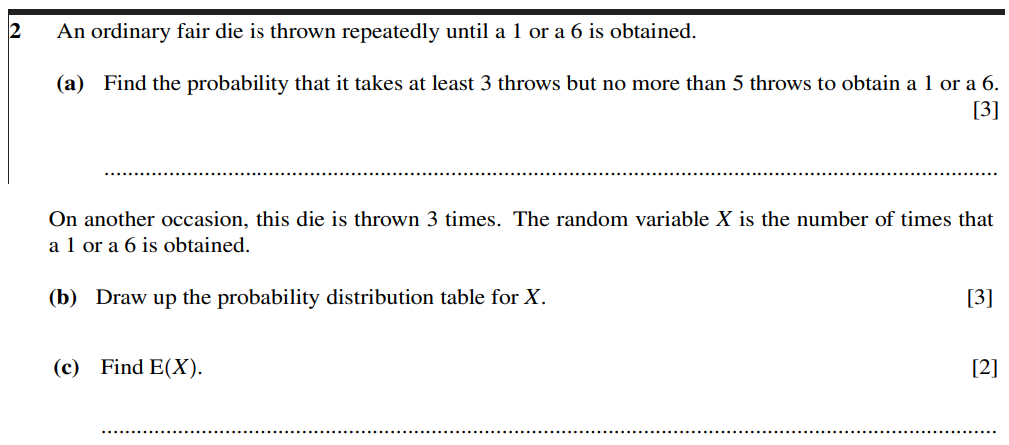 2 An ordinary fair die is thrown repeatedly until a 1 or a 6 is obtained.
(a) Find the probability that it takes at least 3 throws but no more than 5 throws to obtain a 1 or a 6.
[3]
On another occasion, this die is thrown 3 times. The random variable X is the number of times that
a 1 or a 6 is obtained.
(b) Draw up the probability distribution table for X. [3]
(c) Find E(X). [2]